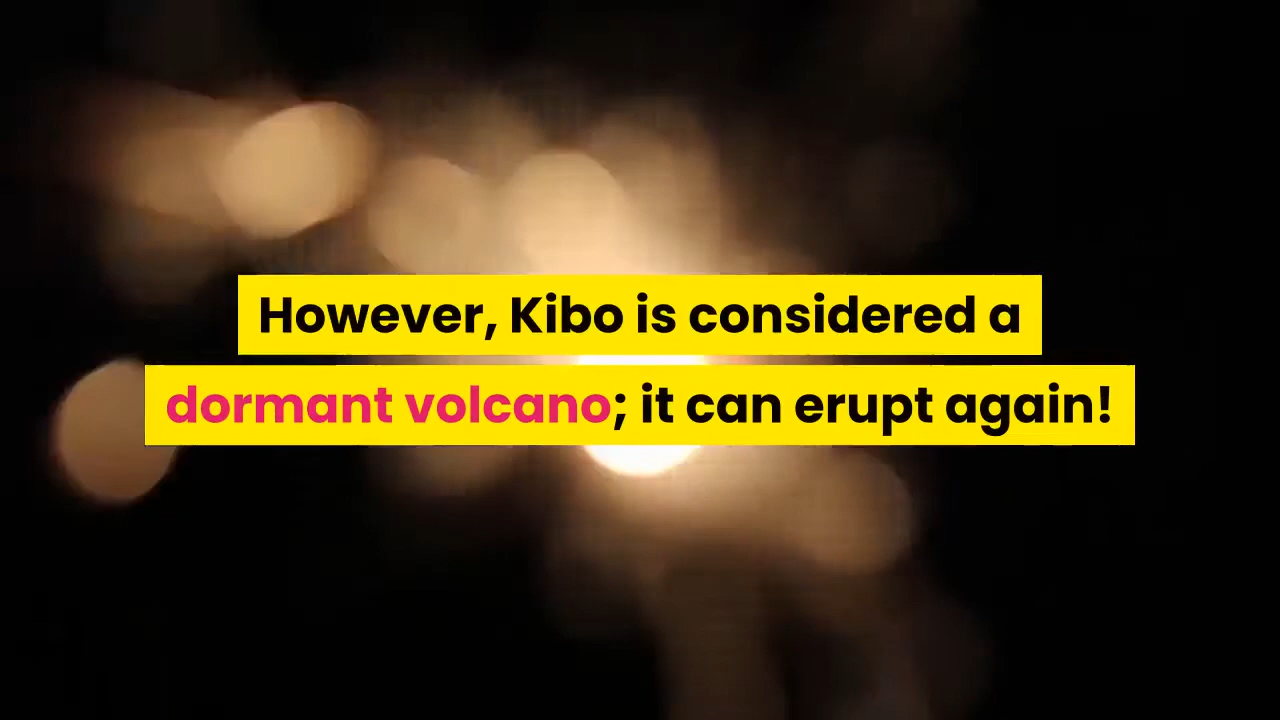 However, Kibo is considered a
dormant volcano; it can erupt again!